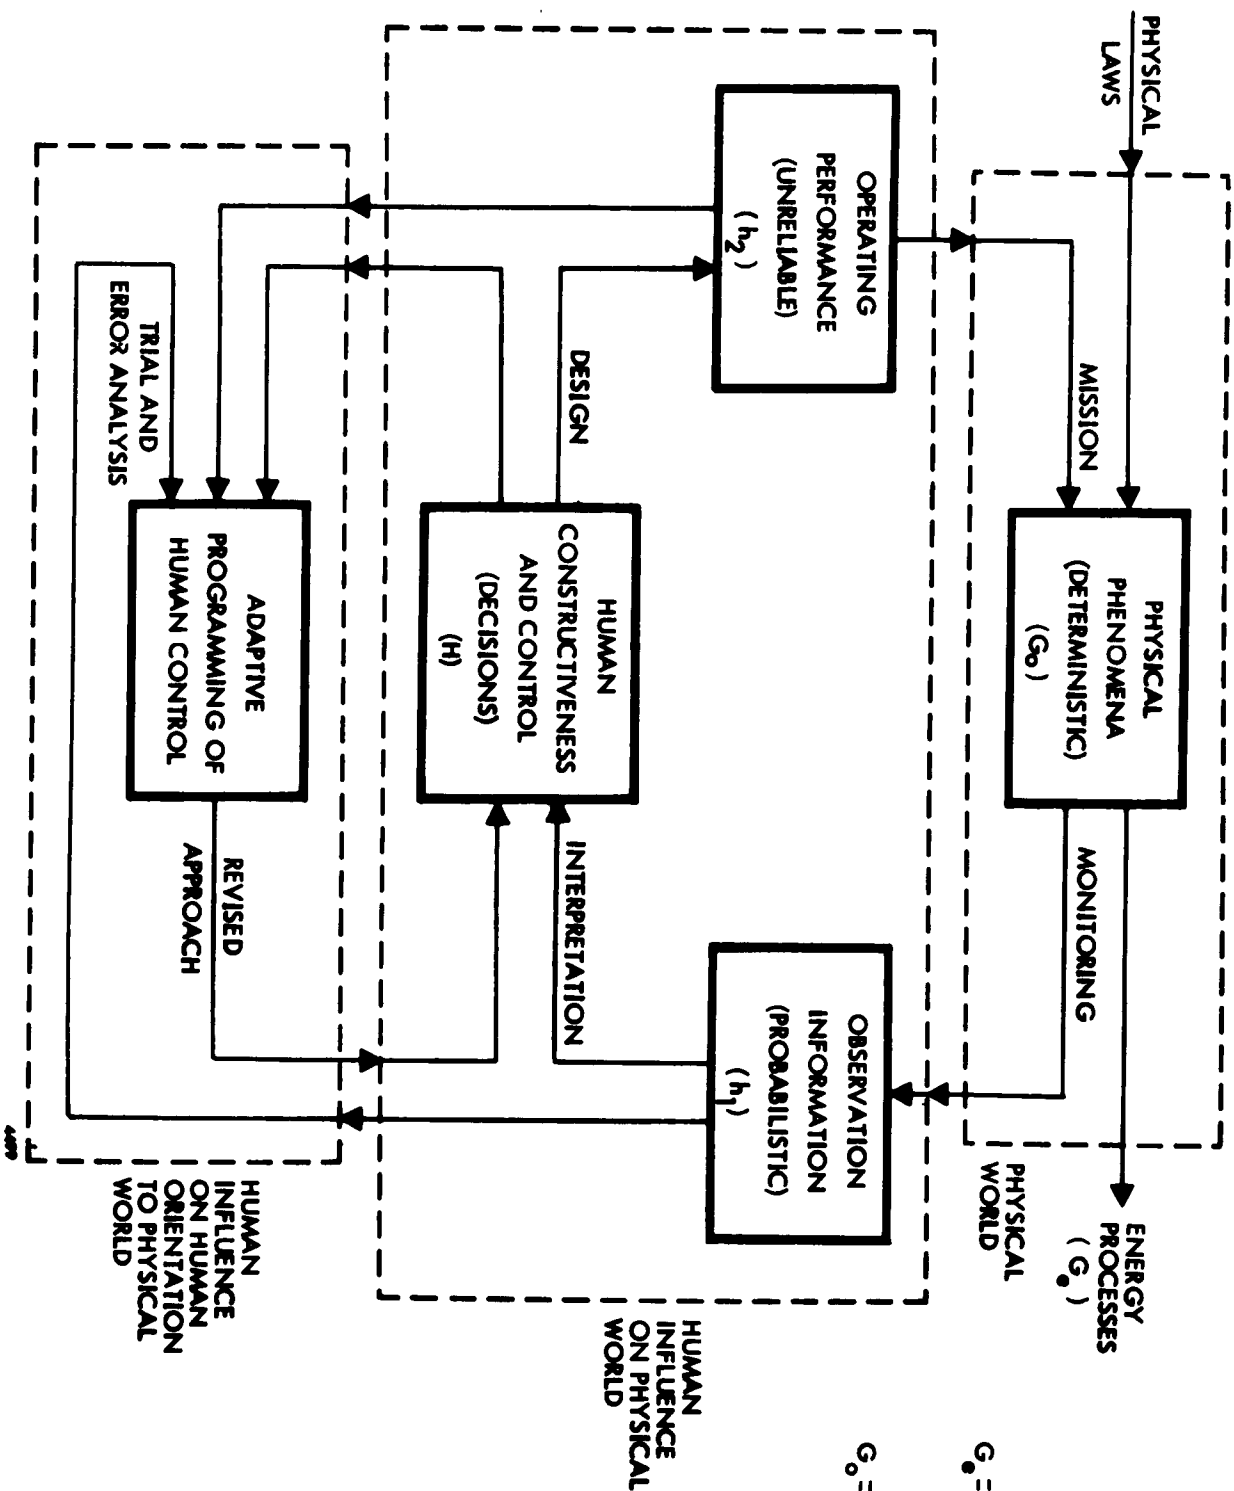 PHYSICAL
LAWS
PHYSICAL
PHENOMENA
(DETERMINISTIC)
(G₀)
MISSION
MONITORING
ENERGY
PROCESSES
(Gₑ)
PHYSICAL
WORLD
OPERATING
PERFORMANCE
(UNRELIABLE)
(h₂)
OBSERVATION
INFORMATION
(PROBABILISTIC)
(h₁)
DESIGN
HUMAN
CONSTRUCTIVENESS
AND CONTROL
(DECISIONS)
(H)
INTERPRETATION
HUMAN
INFLUENCE
ON PHYSICAL
WORLD
TRIAL AND
ERROR ANALYSIS
ADAPTIVE
PROGRAMMING OF
HUMAN CONTROL
REVISED
APPROACH
HUMAN
INFLUENCE
ON HUMAN
ORIENTATION
TO PHYSICAL
WORLD
Gₑ =
G₀ =